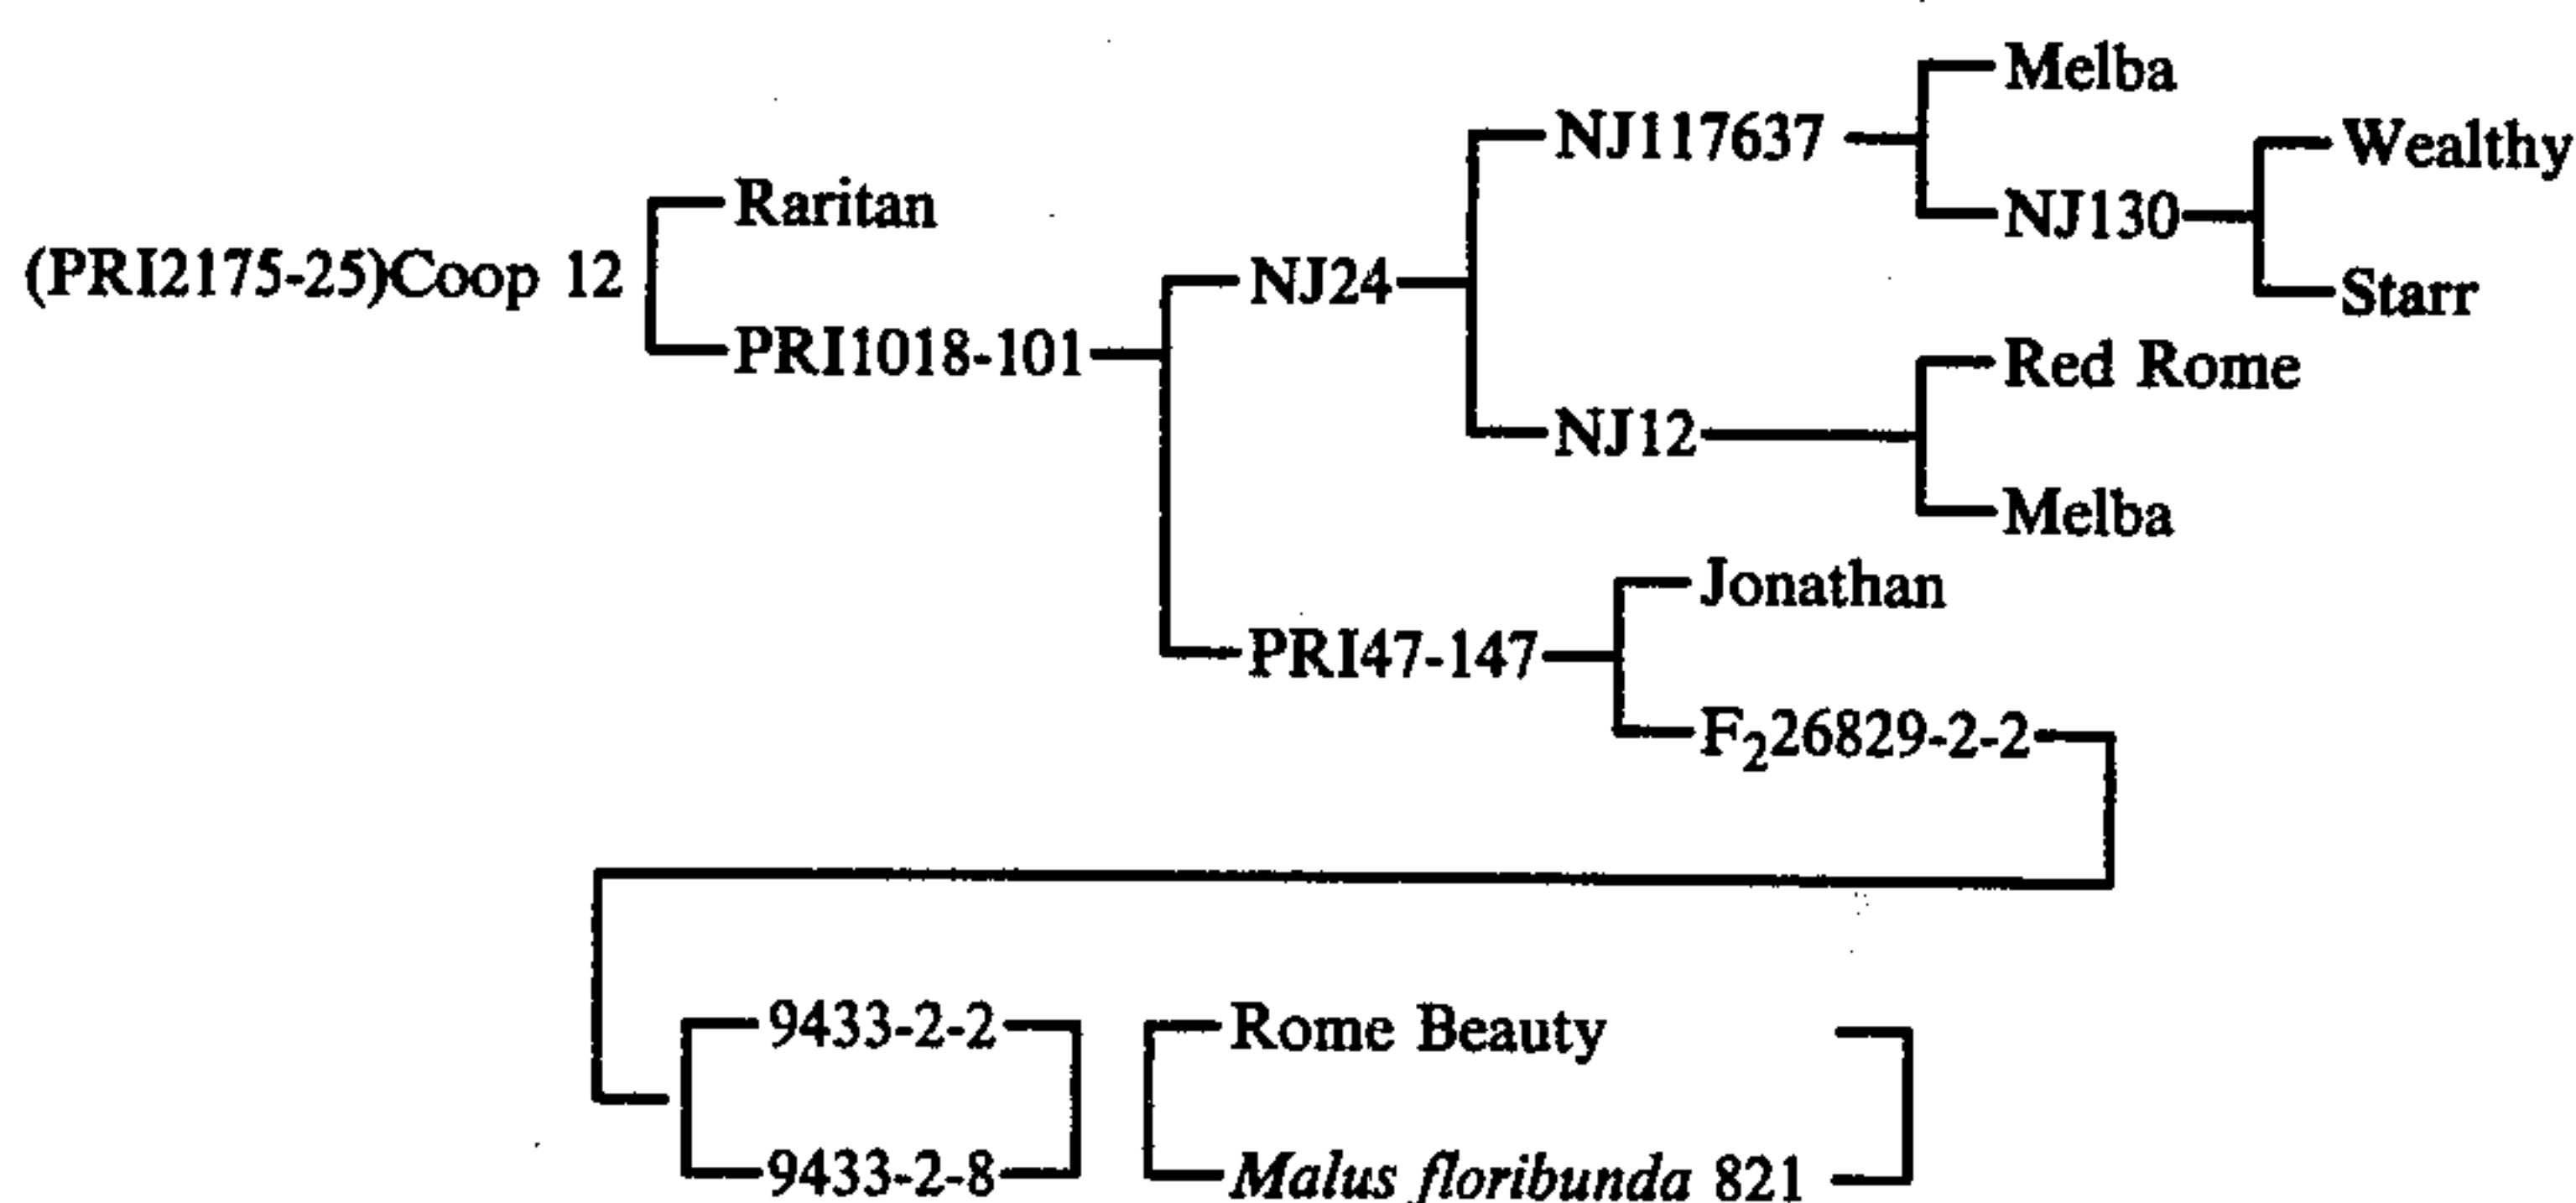 Melba
NJ117637
Wealthy
Raritan
NJ130
(PRI2175-25)Coop 12
NJ24
Starr
PRI1018-101
Red Rome
NJ12
Melba
Jonathan
PRI47-147
F₂26829-2-2
9433-2-2 Rome Beauty
9433-2-8 Malus floribunda 821